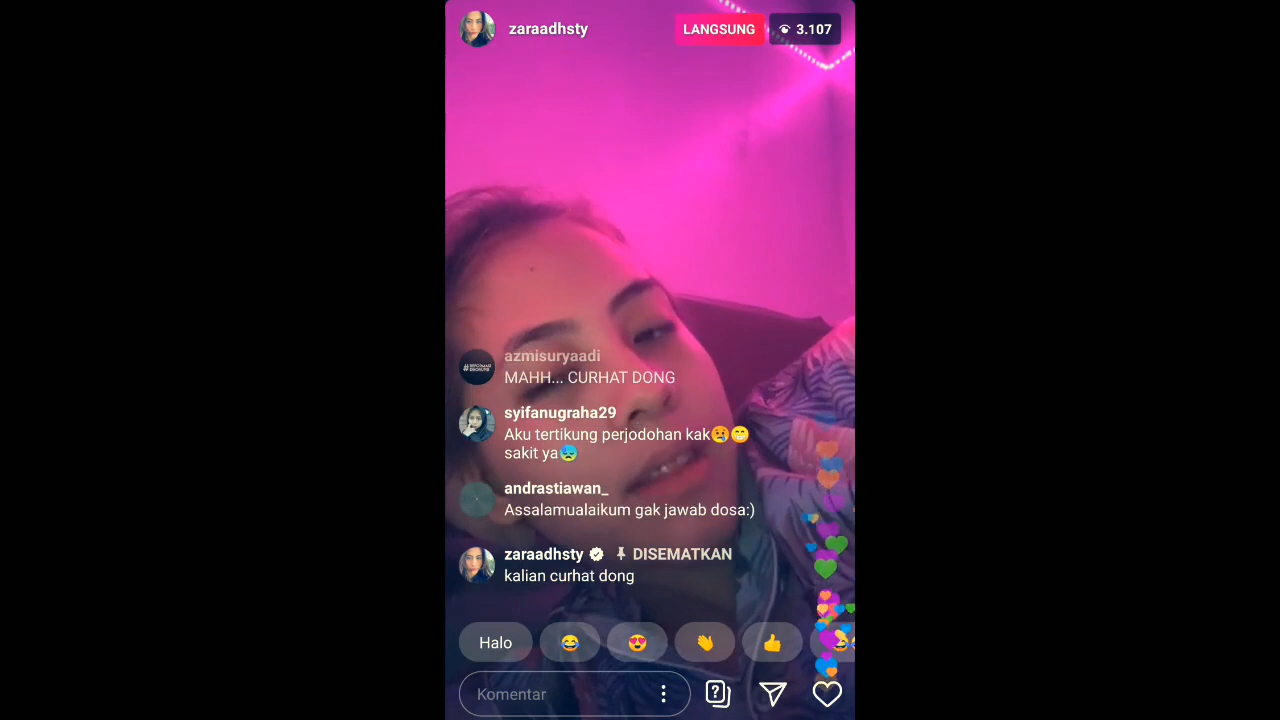 zaraadhsty
LANGSUNG
3.107
azmisuryaadi
MAHH... CURHAT DONG
syifanugraha29
Aku tertikung perjodohan kak😢😁
sakit ya😥
andrastiawan_
Assalamualaikum gak jawab dosa:)
zaraadhsty DISEMATKAN
kalian curhat dong
Halo 😂 😍 👏 👍
Komentar